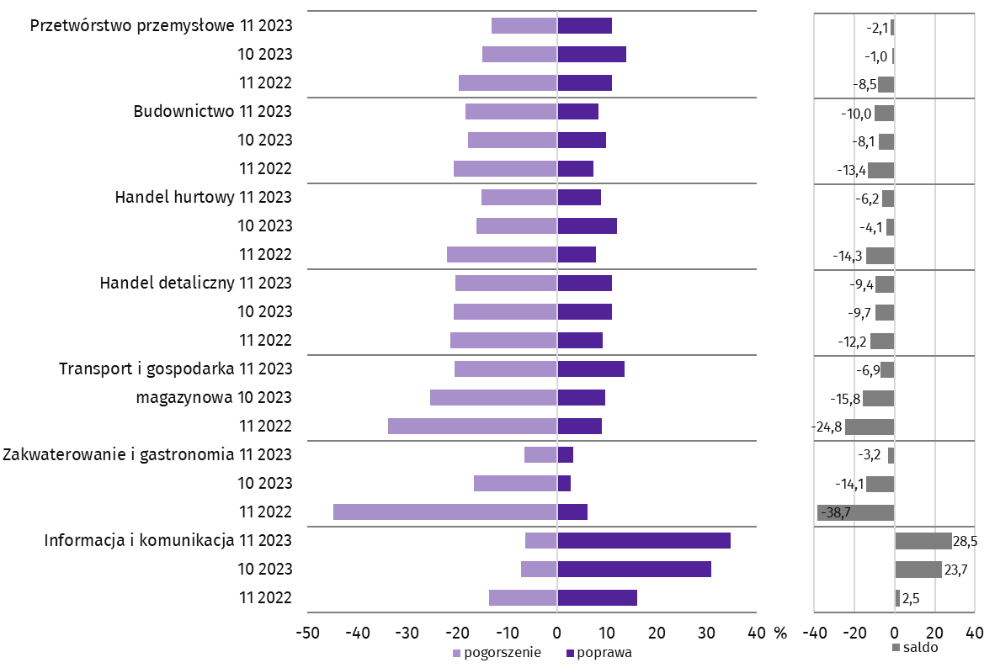 Przetwórstwo przemysłowe 11 2023 -2,1
10 2023 -1,0
11 2022 -8,5
Budownictwo 11 2023 -10,0
10 2023 -8,1
11 2022 -13,4
Handel hurtowy 11 2023 -6,2
10 2023 -4,1
11 2022 -14,3
Handel detaliczny 11 2023 -9,4
10 2023 -9,7
11 2022 -12,2
Transport i gospodarka 11 2023 -6,9
magazynowa 10 2023 -15,8
11 2022 -24,8
Zakwaterowanie i gastronomia 11 2023 -3,2
10 2023 -14,1
11 2022 -38,7
Informacja i komunikacja 11 2023 28,5
10 2023 23,7
11 2022 2,5
-50 -40 -30 -20 -10 0 10 20 30 40 % -40 -20 0 20 40
pogorszenie poprawa saldo